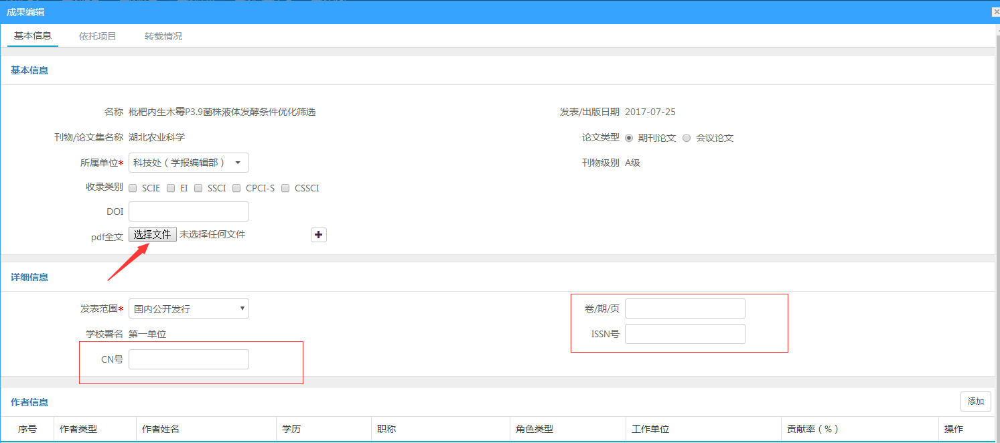 成果编辑
基本信息 依托项目 转载情况
基本信息
名称 枇杷内生木霉P3.9菌株液体发酵条件优化筛选 发表/出版日期 2017-07-25
刊物/论文集名称 湖北农业科学 论文类型 期刊论文 会议论文
所属单位* 科技处（学报编辑部） 刊物级别 A级
收录类别 SCIE EI SSCI CPCI-S CSSCI
DOI
pdf全文 选择文件 未选择任何文件
详细信息
发表范围* 国内公开发行 卷/期/页
学校署名 第一单位 ISSN号
CN号
作者信息 添加
序号 作者类型 作者姓名 学历 职称 角色类型 工作单位 贡献率（%） 操作